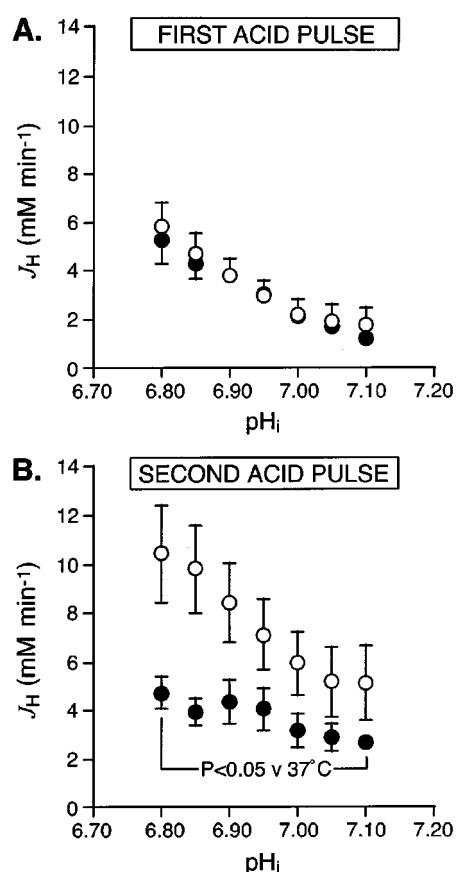 A.
FIRST ACID PULSE
14
12
10
8
6
4
2
0
J_H (mM min⁻¹)
6.70 6.80 6.90 7.00 7.10 7.20
pHᵢ
B.
SECOND ACID PULSE
14
12
10
8
6
4
2
0
J_H (mM min⁻¹)
P<0.05 v 37°C
6.70 6.80 6.90 7.00 7.10 7.20
pHᵢ